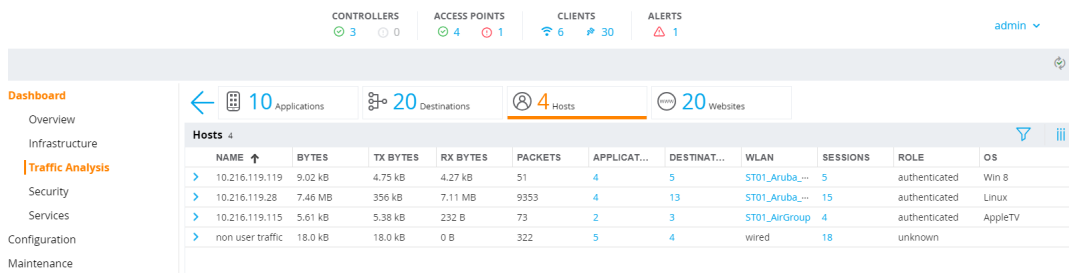 CONTROLLERS ACCESS POINTS CLIENTS ALERTS
3 0 4 1 6 30 1 admin
Dashboard
Overview
Infrastructure
Traffic Analysis
Security
Services
Configuration
Maintenance
10 Applications 20 Destinations 4 Hosts www 20 Websites
Hosts 4
NAME BYTES TX BYTES RX BYTES PACKETS APPLICAT... DESTINAT... WLAN SESSIONS ROLE OS
10.216.119.119 9.02 kB 4.75 kB 4.27 kB 51 4 5 ST01_Aruba_... 5 authenticated Win 8
10.216.119.28 7.46 MB 356 kB 7.11 MB 9353 4 13 ST01_Aruba_... 15 authenticated Linux
10.216.119.115 5.61 kB 5.38 kB 232 B 73 2 3 ST01_AirGroup 4 authenticated AppleTV
non user traffic 18.0 kB 18.0 kB 0 B 322 5 4 wired 18 unknown